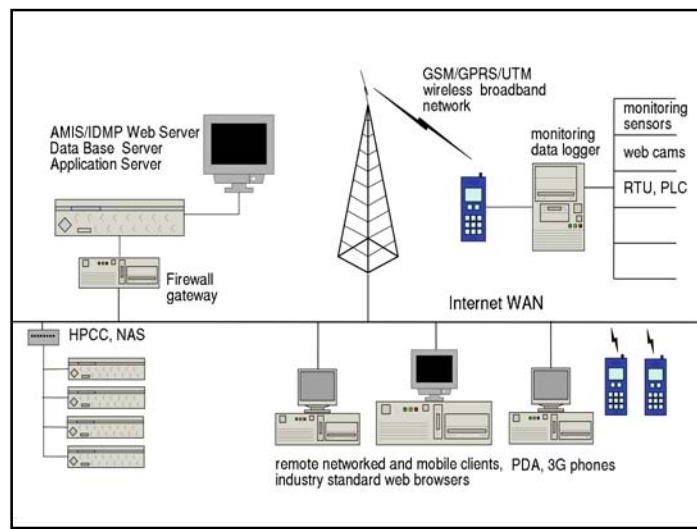 GSM/GPRS/UTM
wireless broadband
network
AMIS/IDMP Web Server
Data Base Server
Application Server
monitoring
data logger
monitoring
sensors
web cams
RTU, PLC
Firewall
gateway
Internet WAN
HPCC, NAS
remote networked and mobile clients,
industry standard web browsers
PDA, 3G phones